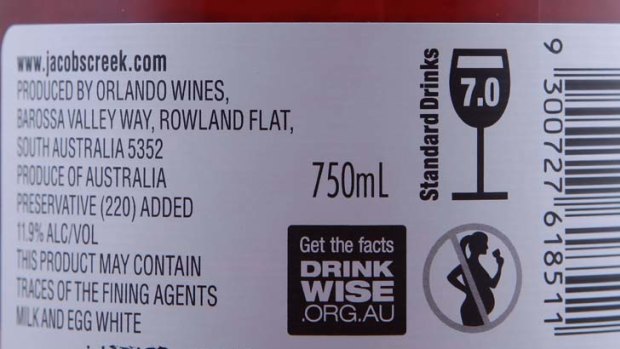 www.jacobscreek.com
PRODUCED BY ORLANDO WINES,
BAROSSA VALLEY WAY, ROWLAND FLAT,
SOUTH AUSTRALIA 5352
PRODUCE OF AUSTRALIA
PRESERVATIVE (220) ADDED
11.9% ALC/VOL
THIS PRODUCT MAY CONTAIN
TRACES OF THE FINING AGENTS
MILK AND EGG WHITE
750mL
Standard Drinks
7.0
Get the facts
DRINK
WISE
.ORG.AU
9 300727 618511